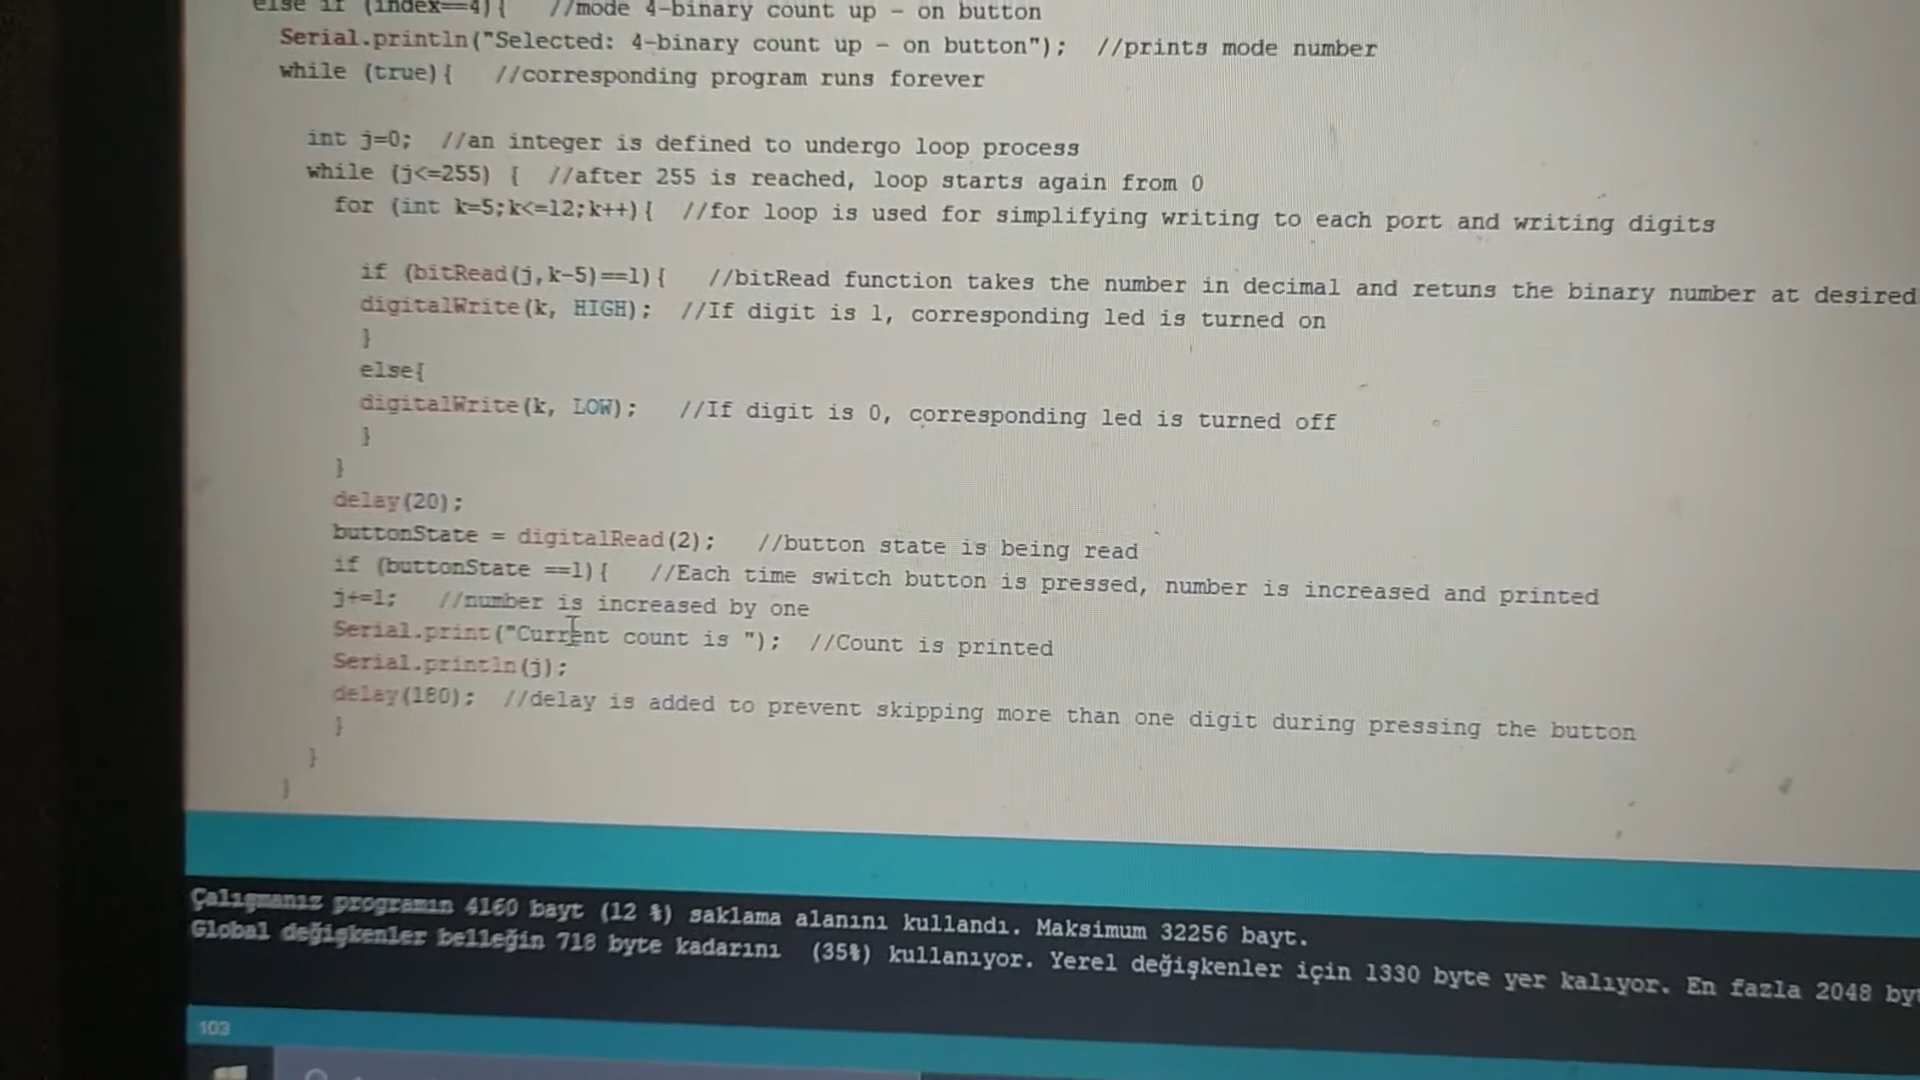 else if (index==4){ //mode 4-binary count up - on button
Serial.println("Selected: 4-binary count up - on button"); //prints mode number
while (true){ //corresponding program runs forever
int j=0; //an integer is defined to undergo loop process
while (j<=255) { //after 255 is reached, loop starts again from 0
for (int k=5;k<=12;k++){ //for loop is used for simplifying writing to each port and writing digits
if (bitRead(j,k-5)==1){ //bitRead function takes the number in decimal and retuns the binary number at desired
digitalWrite(k, HIGH); //If digit is 1, corresponding led is turned on
}
else{
digitalWrite(k, LOW); //If digit is 0, corresponding led is turned off
}
}
delay(20);
buttonState = digitalRead(2); //button state is being read
if (buttonState ==1){ //Each time switch button is pressed, number is increased and printed
j+=1; //number is increased by one
Serial.print("Current count is "); //Count is printed
Serial.println(j);
delay(180); //delay is added to prevent skipping more than one digit during pressing the button
}
}
}
Çalışmanız programın 4160 bayt (12 %) saklama alanını kullandı. Maksimum 32256 bayt.
Global değişkenler belleğin 718 byte kadarını (35%) kullanıyor. Yerel değişkenler için 1330 byte yer kalıyor. En fazla 2048 byt
103